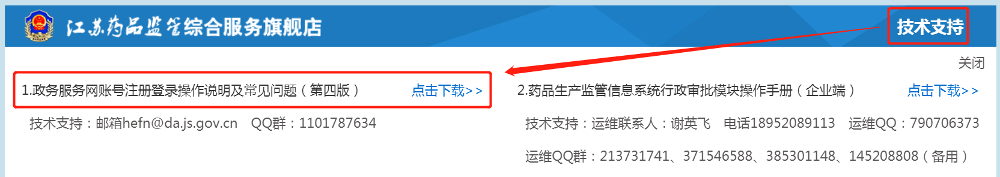 江苏药品监管综合服务旗舰店
技术支持
关闭
1.政务服务网账号注册登录操作说明及常见问题（第四版）
点击下载>>
技术支持：邮箱hefn@da.js.gov.cn QQ群：1101787634
2.药品生产监管信息系统行政审批模块操作手册（企业端）
点击下载>>
技术支持：运维联系人：谢英飞 电话18952089113 运维QQ：790706373
运维QQ群：213731741、371546588、385301148、145208808（备用）